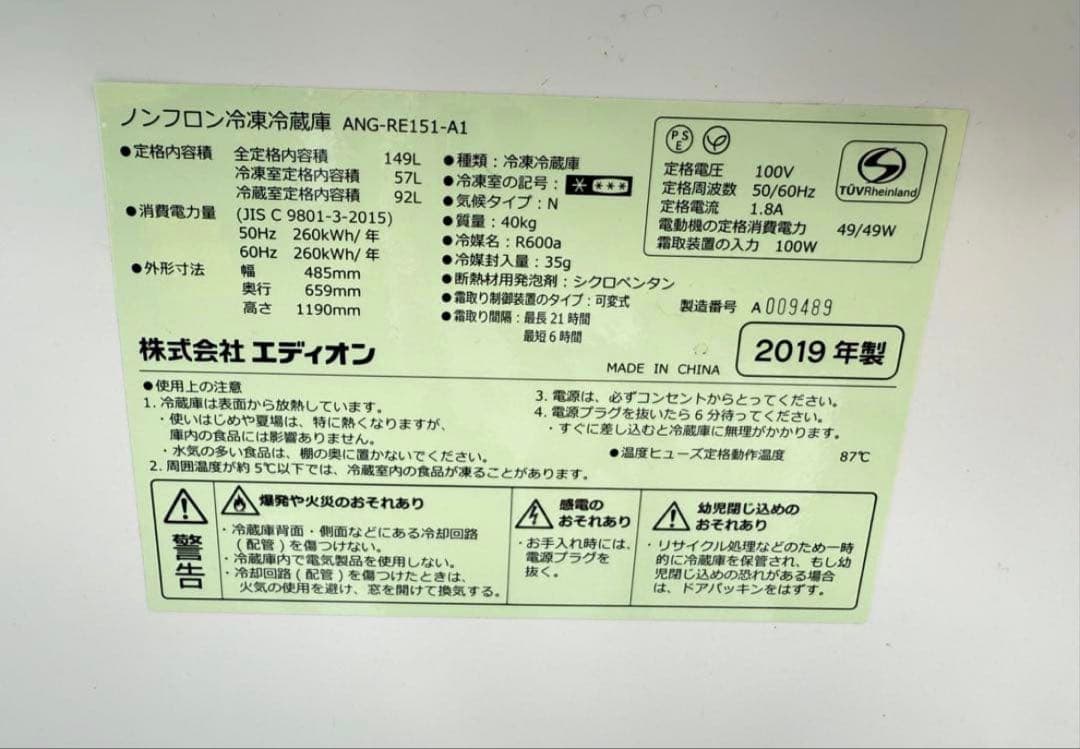 ノンフロン冷凍冷蔵庫 ANG-RE151-A1
●定格内容積 全定格内容積 149L
冷凍室定格内容積 57L
冷蔵室定格内容積 92L
●消費電力量 (JIS C 9801-3-2015)
50Hz 260kWh/年
60Hz 260kWh/年
●外形寸法 幅 485mm
奥行 659mm
高さ 1190mm
●種類：冷凍冷蔵庫
●冷凍室の記号：
●気候タイプ：N
●質量：40kg
●冷媒名：R600a
●冷媒封入量：35g
●断熱材用発泡剤：シクロペンタン
●霜取り制御装置のタイプ：可変式
●霜取り間隔：最長21時間
最短6時間
PSE
定格電圧 100V
定格周波数 50/60Hz
定格電流 1.8A
電動機の定格消費電力 49/49W
霜取装置の入力 100W
TÜVRheinland
製造番号 A009489
株式会社 エディオン
MADE IN CHINA
2019年製
●使用上の注意
1. 冷蔵庫は表面から放熱しています。
・使いはじめや夏場は、特に熱くなりますが、
庫内の食品には影響ありません。
・水気の多い食品は、棚の奥に置かないでください。
2. 周囲温度が約5℃以下では、冷蔵室内の食品が凍ることがあります。
3. 電源は、必ずコンセントからとってください。
4. 電源プラグを抜いたら6分待ってください。
・すぐに差し込むと冷蔵庫に無理がかかります。
●温度ヒューズ定格動作温度 87℃
警告
爆発や火災のおそれあり
・冷蔵庫背面・側面などにある冷却回路
(配管)を傷つけない。
・冷蔵庫内で電気製品を使用しない。
・冷却回路(配管)を傷つけたときは、
火気の使用を避け、窓を開けて換気する。
感電の
おそれあり
・お手入れ時には、
電源プラグを
抜く。
幼児閉じ込めの
おそれあり
・リサイクル処理などのため一時
的に冷蔵庫を保管され、もし幼
児閉じ込めの恐れがある場合
は、ドアパッキンをはずす。